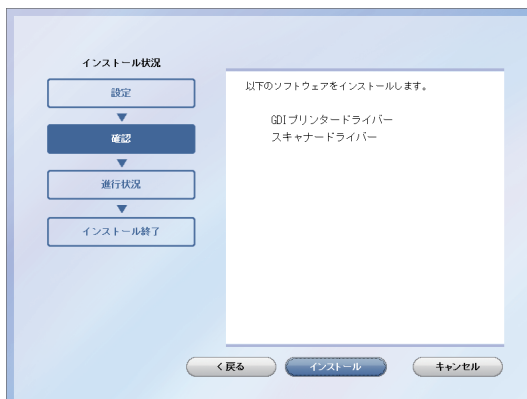 インストール状況
設定
確認
進行状況
インストール終了
以下のソフトウェアをインストールします。
GDIプリンタードライバー
スキャナードライバー
< 戻る
インストール
キャンセル